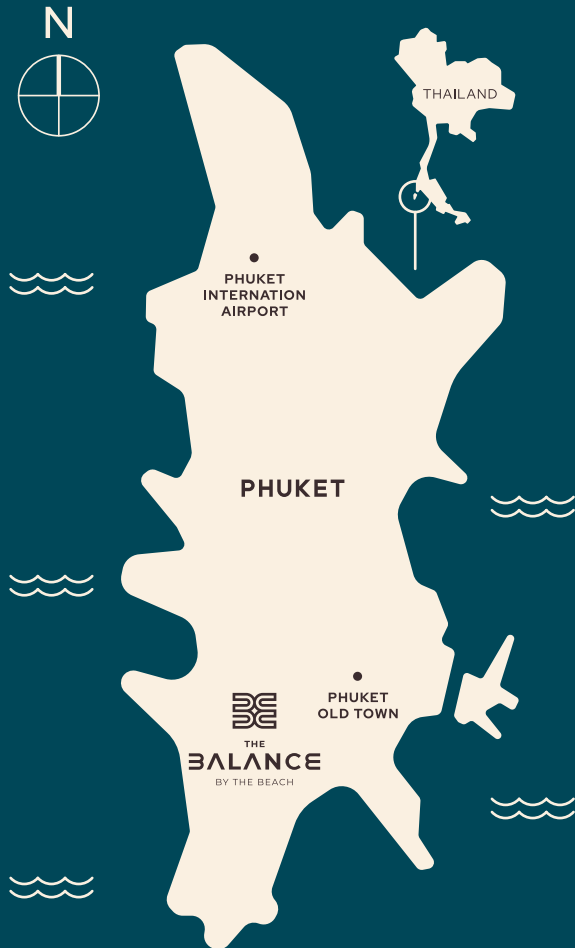 N
THAILAND
PHUKET
INTERNATION
AIRPORT
PHUKET
PHUKET
OLD TOWN
THE
BALANCE
BY THE BEACH